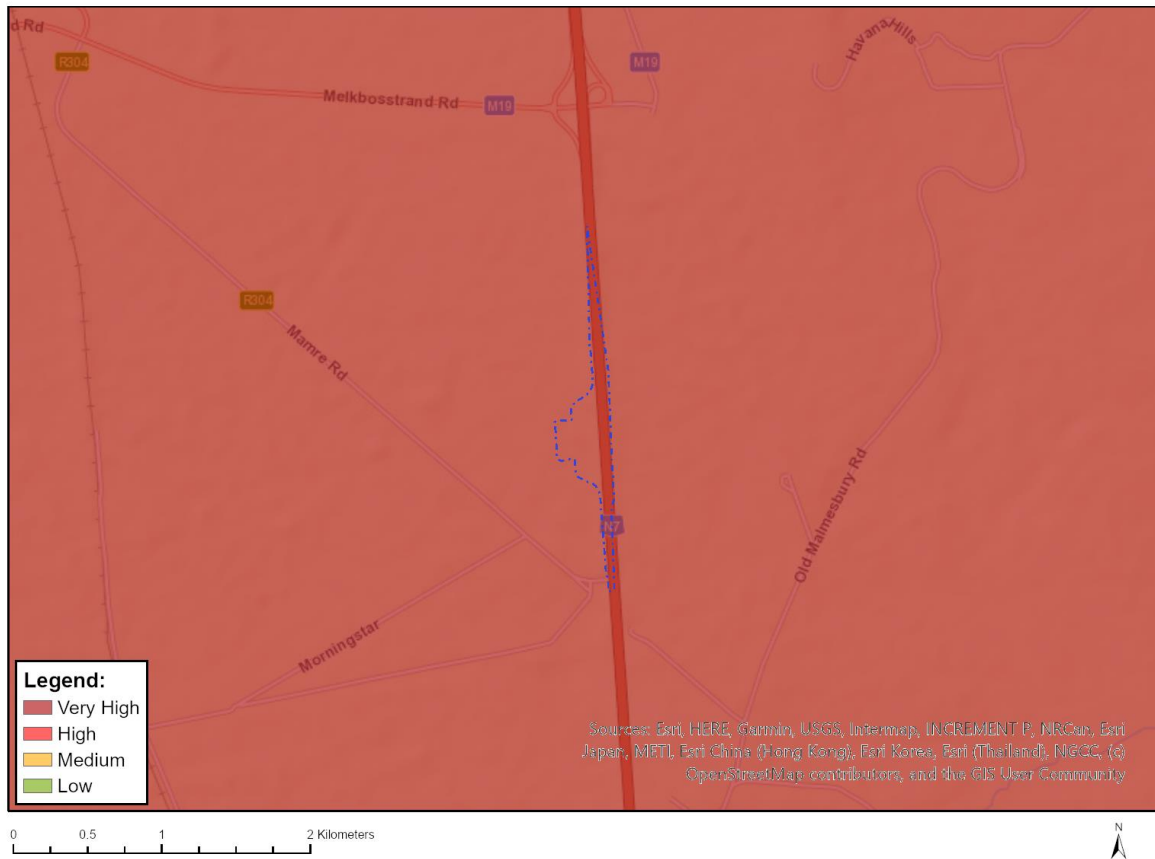 d Rd
R304
M19
Havana Hills
Melkbosstrand Rd
M19
R304
Mamre Rd
Old Malmesbury Rd
N7
Morningstar
Legend:
Very High
High
Medium
Low
Sources: Esri, HERE, Garmin, USGS, Intermap, INCREMENT P, NRCan, Esri
Japan, METI, Esri China (Hong Kong), Esri Korea, Esri (Thailand), NGCC, (c)
OpenStreetMap contributors, and the GIS User Community
0 0.5 1 2 Kilometers
N